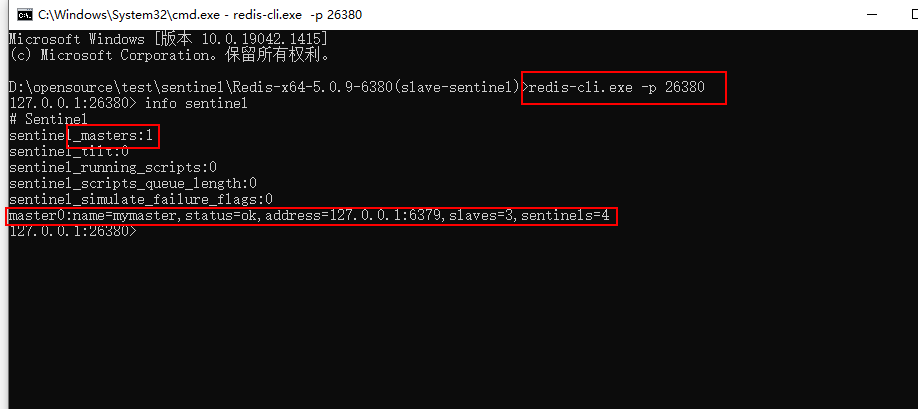 C:\Windows\System32\cmd.exe - redis-cli.exe -p 26380
Microsoft Windows [版本 10.0.19042.1415]
(c) Microsoft Corporation。保留所有权利。
D:\opensource\test\sentinel\Redis-x64-5.0.9-6380(slave-sentinel)>redis-cli.exe -p 26380
127.0.0.1:26380> info sentinel
# Sentinel
sentinel_masters:1
sentinel_tilt:0
sentinel_running_scripts:0
sentinel_scripts_queue_length:0
sentinel_simulate_failure_flags:0
master0:name=mymaster,status=ok,address=127.0.0.1:6379,slaves=3,sentinels=4
127.0.0.1:26380>